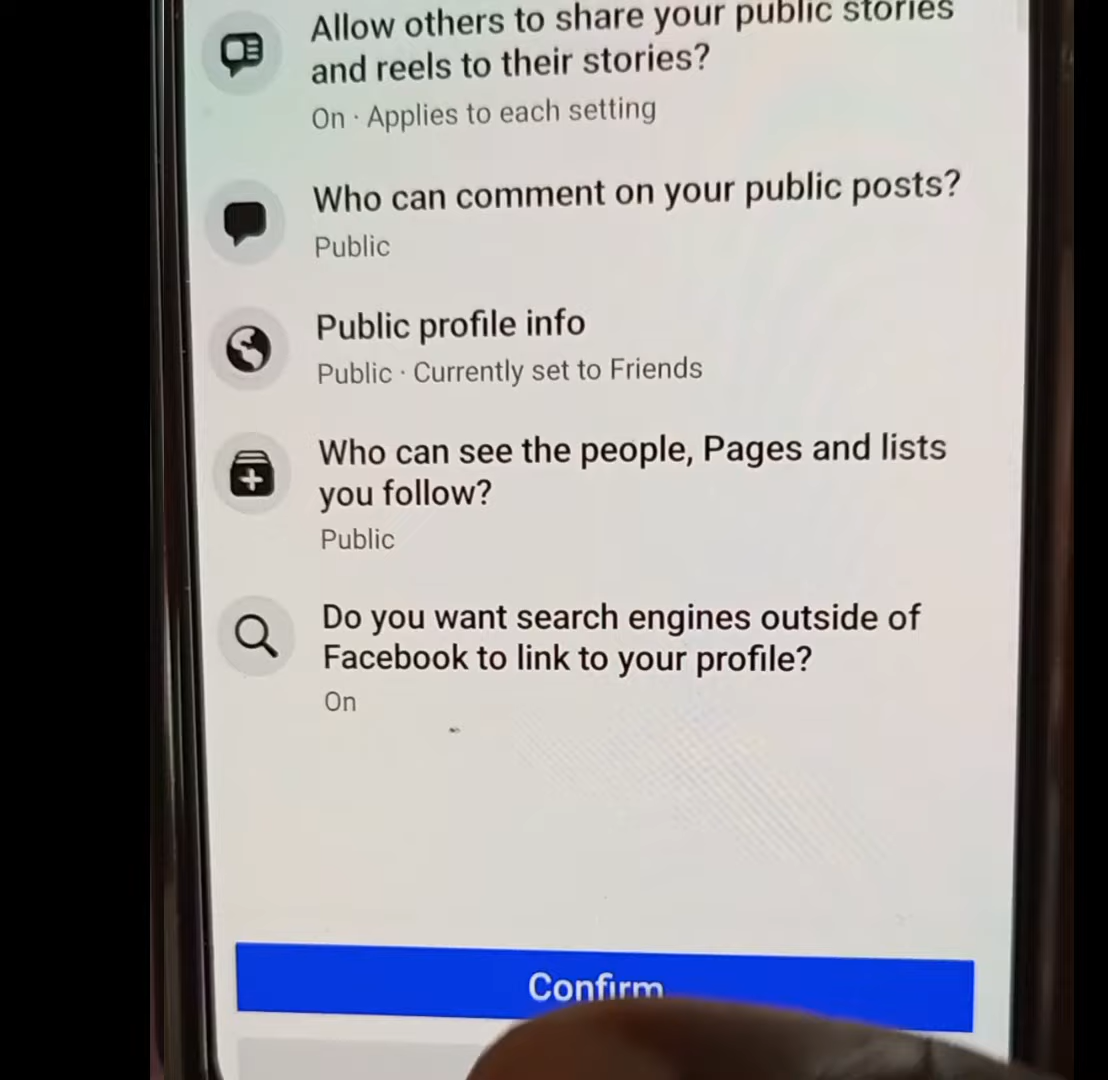 Allow others to share your public stories
and reels to their stories?
On · Applies to each setting
Who can comment on your public posts?
Public
Public profile info
Public · Currently set to Friends
Who can see the people, Pages and lists
you follow?
Public
Do you want search engines outside of
Facebook to link to your profile?
On
Confirm